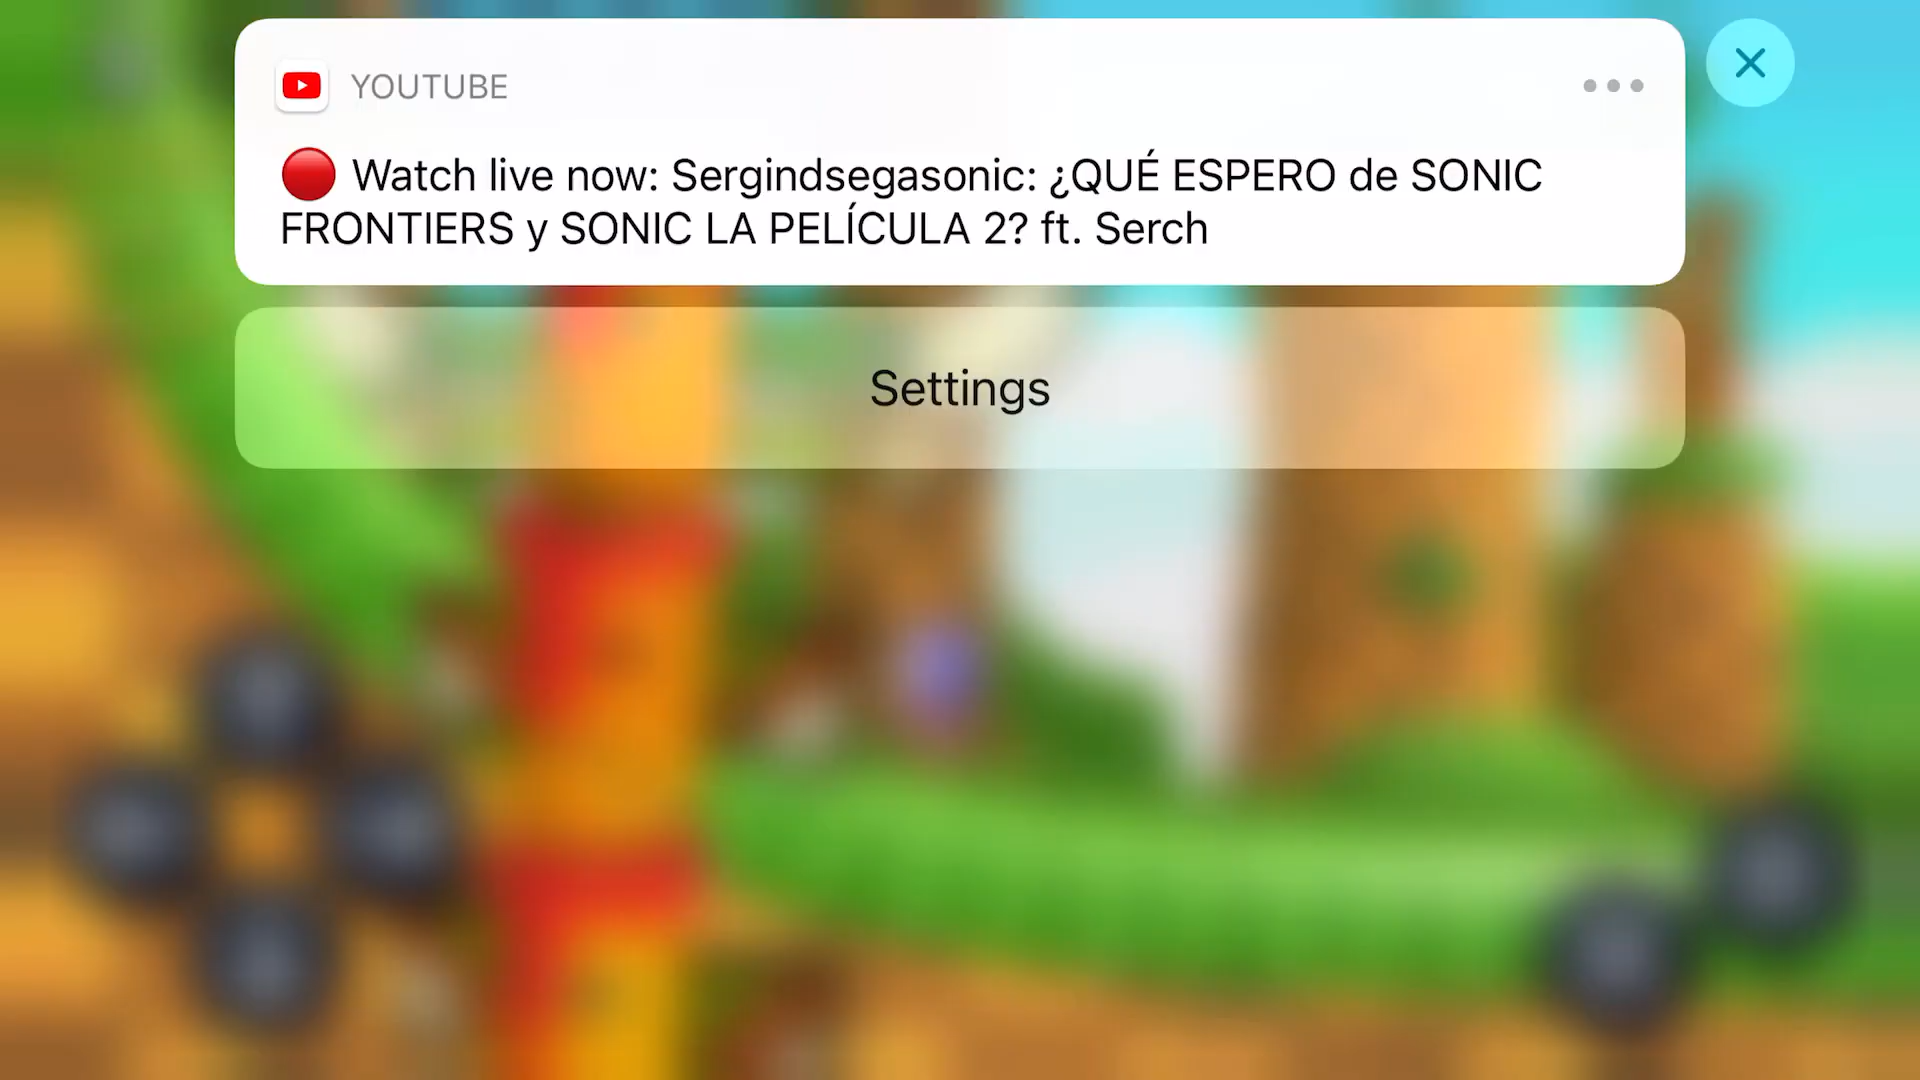 YOUTUBE
🔴 Watch live now: Sergindsegasonic: ¿QUÉ ESPERO de SONIC
FRONTIERS y SONIC LA PELÍCULA 2? ft. Serch
Settings